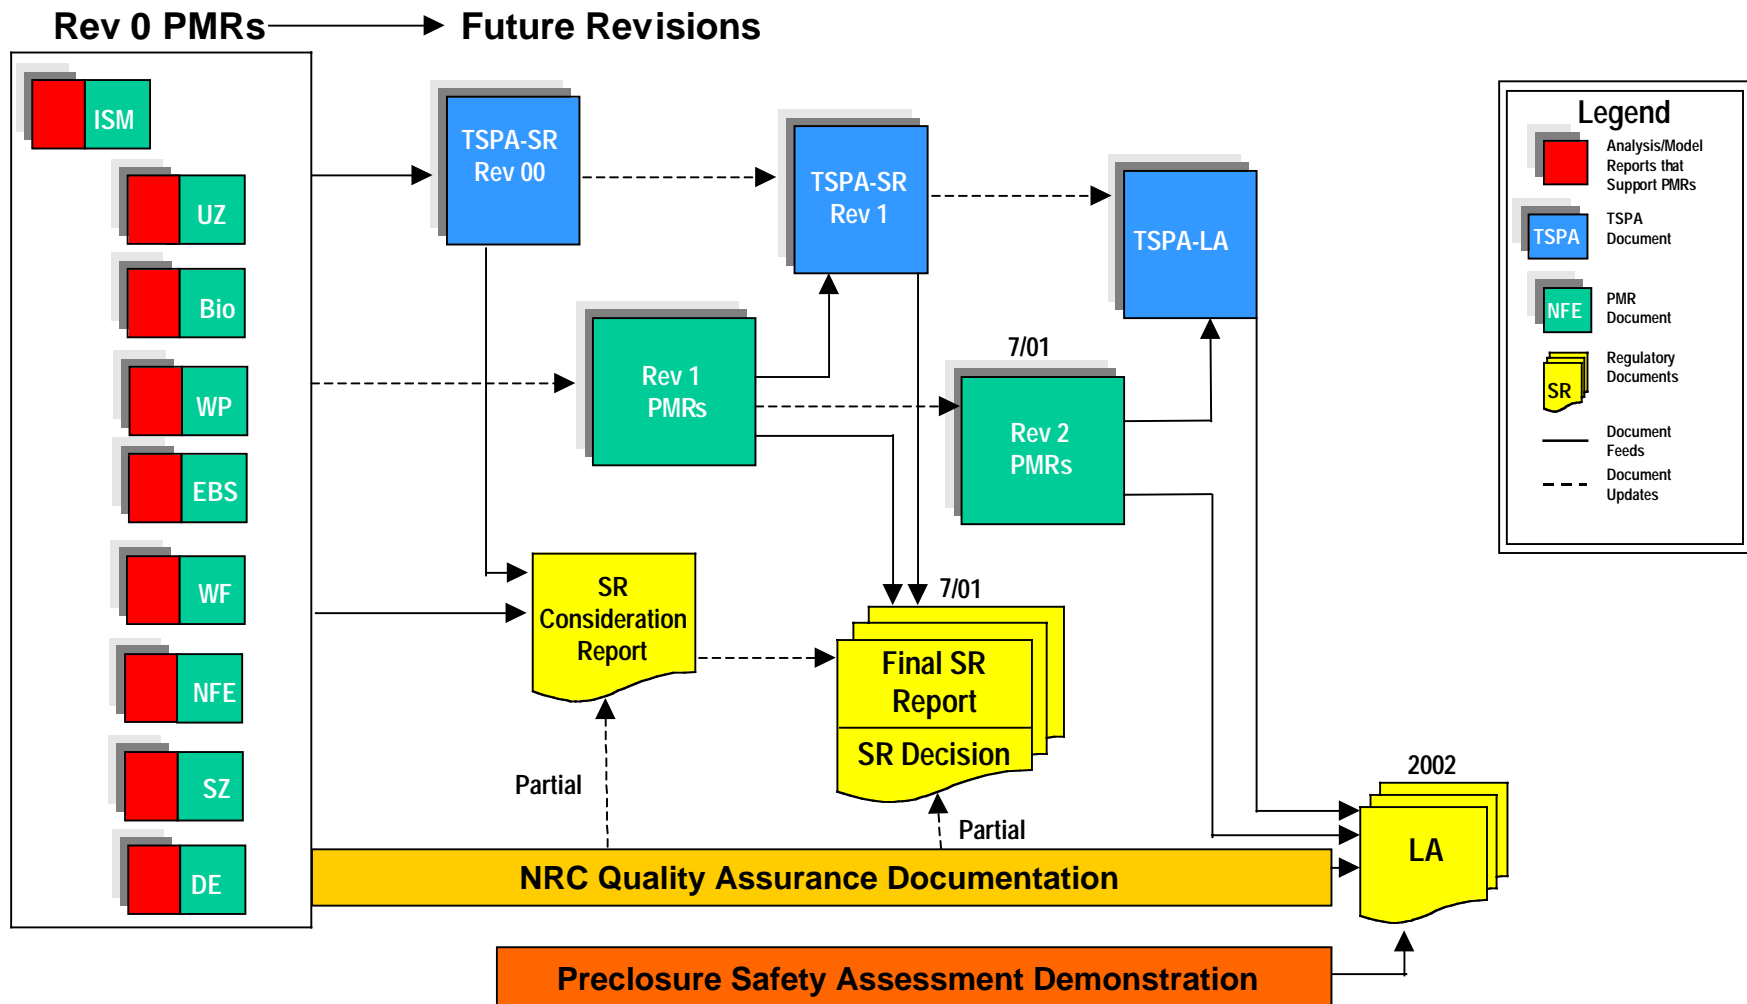 Rev 0 PMRs
Future Revisions
ISM
UZ
Bio
WP
EBS
WF
NFE
SZ
DE
TSPA-SR
Rev 00
TSPA-SR
Rev 1
TSPA-LA
Rev 1
PMRs
7/01
Rev 2
PMRs
SR
Consideration
Report
7/01
Final SR
Report
SR Decision
Partial
Partial
2002
LA
NRC Quality Assurance Documentation
Preclosure Safety Assessment Demonstration
Legend
Analysis/Model
Reports that
Support PMRs
TSPA
TSPA
Document
NFE
PMR
Document
SR
Regulatory
Documents
Document
Feeds
Document
Updates